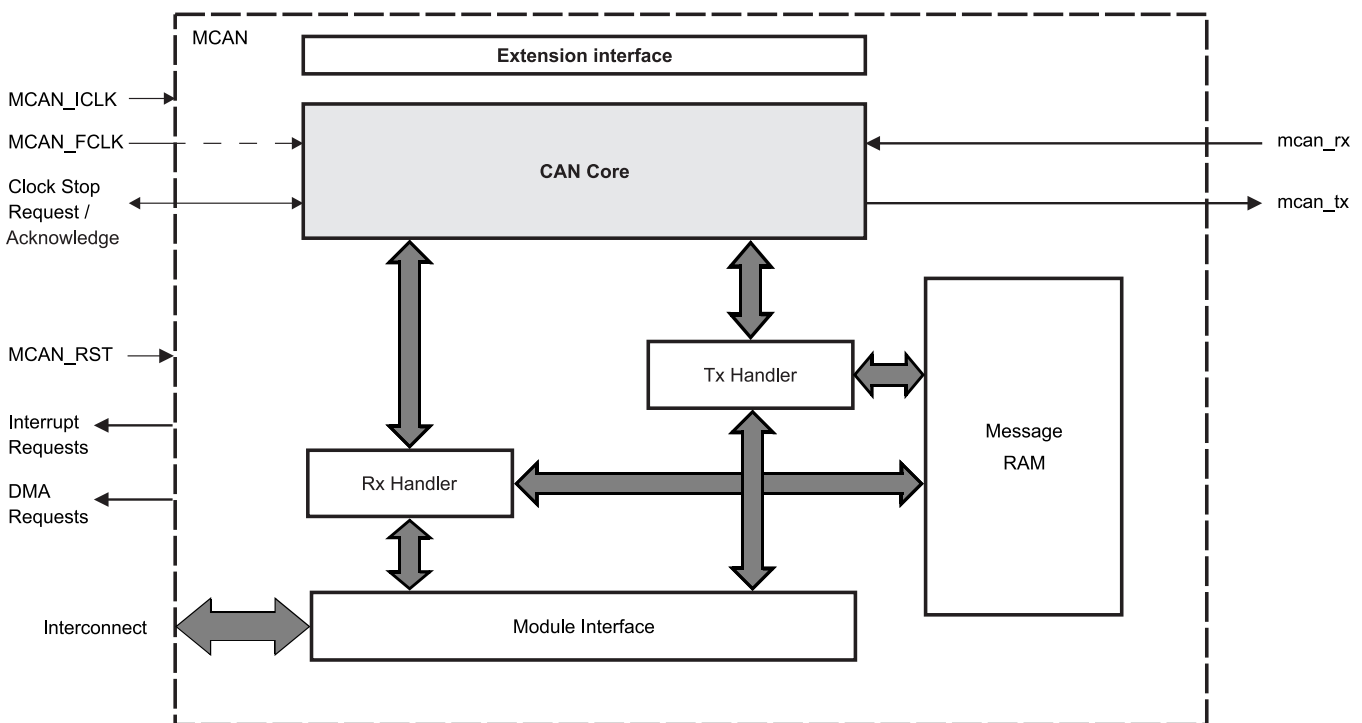 MCAN
Extension interface
MCAN_ICLK
MCAN_FCLK
mcan_rx
CAN Core
Clock Stop
Request /
Acknowledge
mcan_tx
MCAN_RST
Tx Handler
Interrupt
Requests
Message
RAM
Rx Handler
DMA
Requests
Interconnect
Module Interface